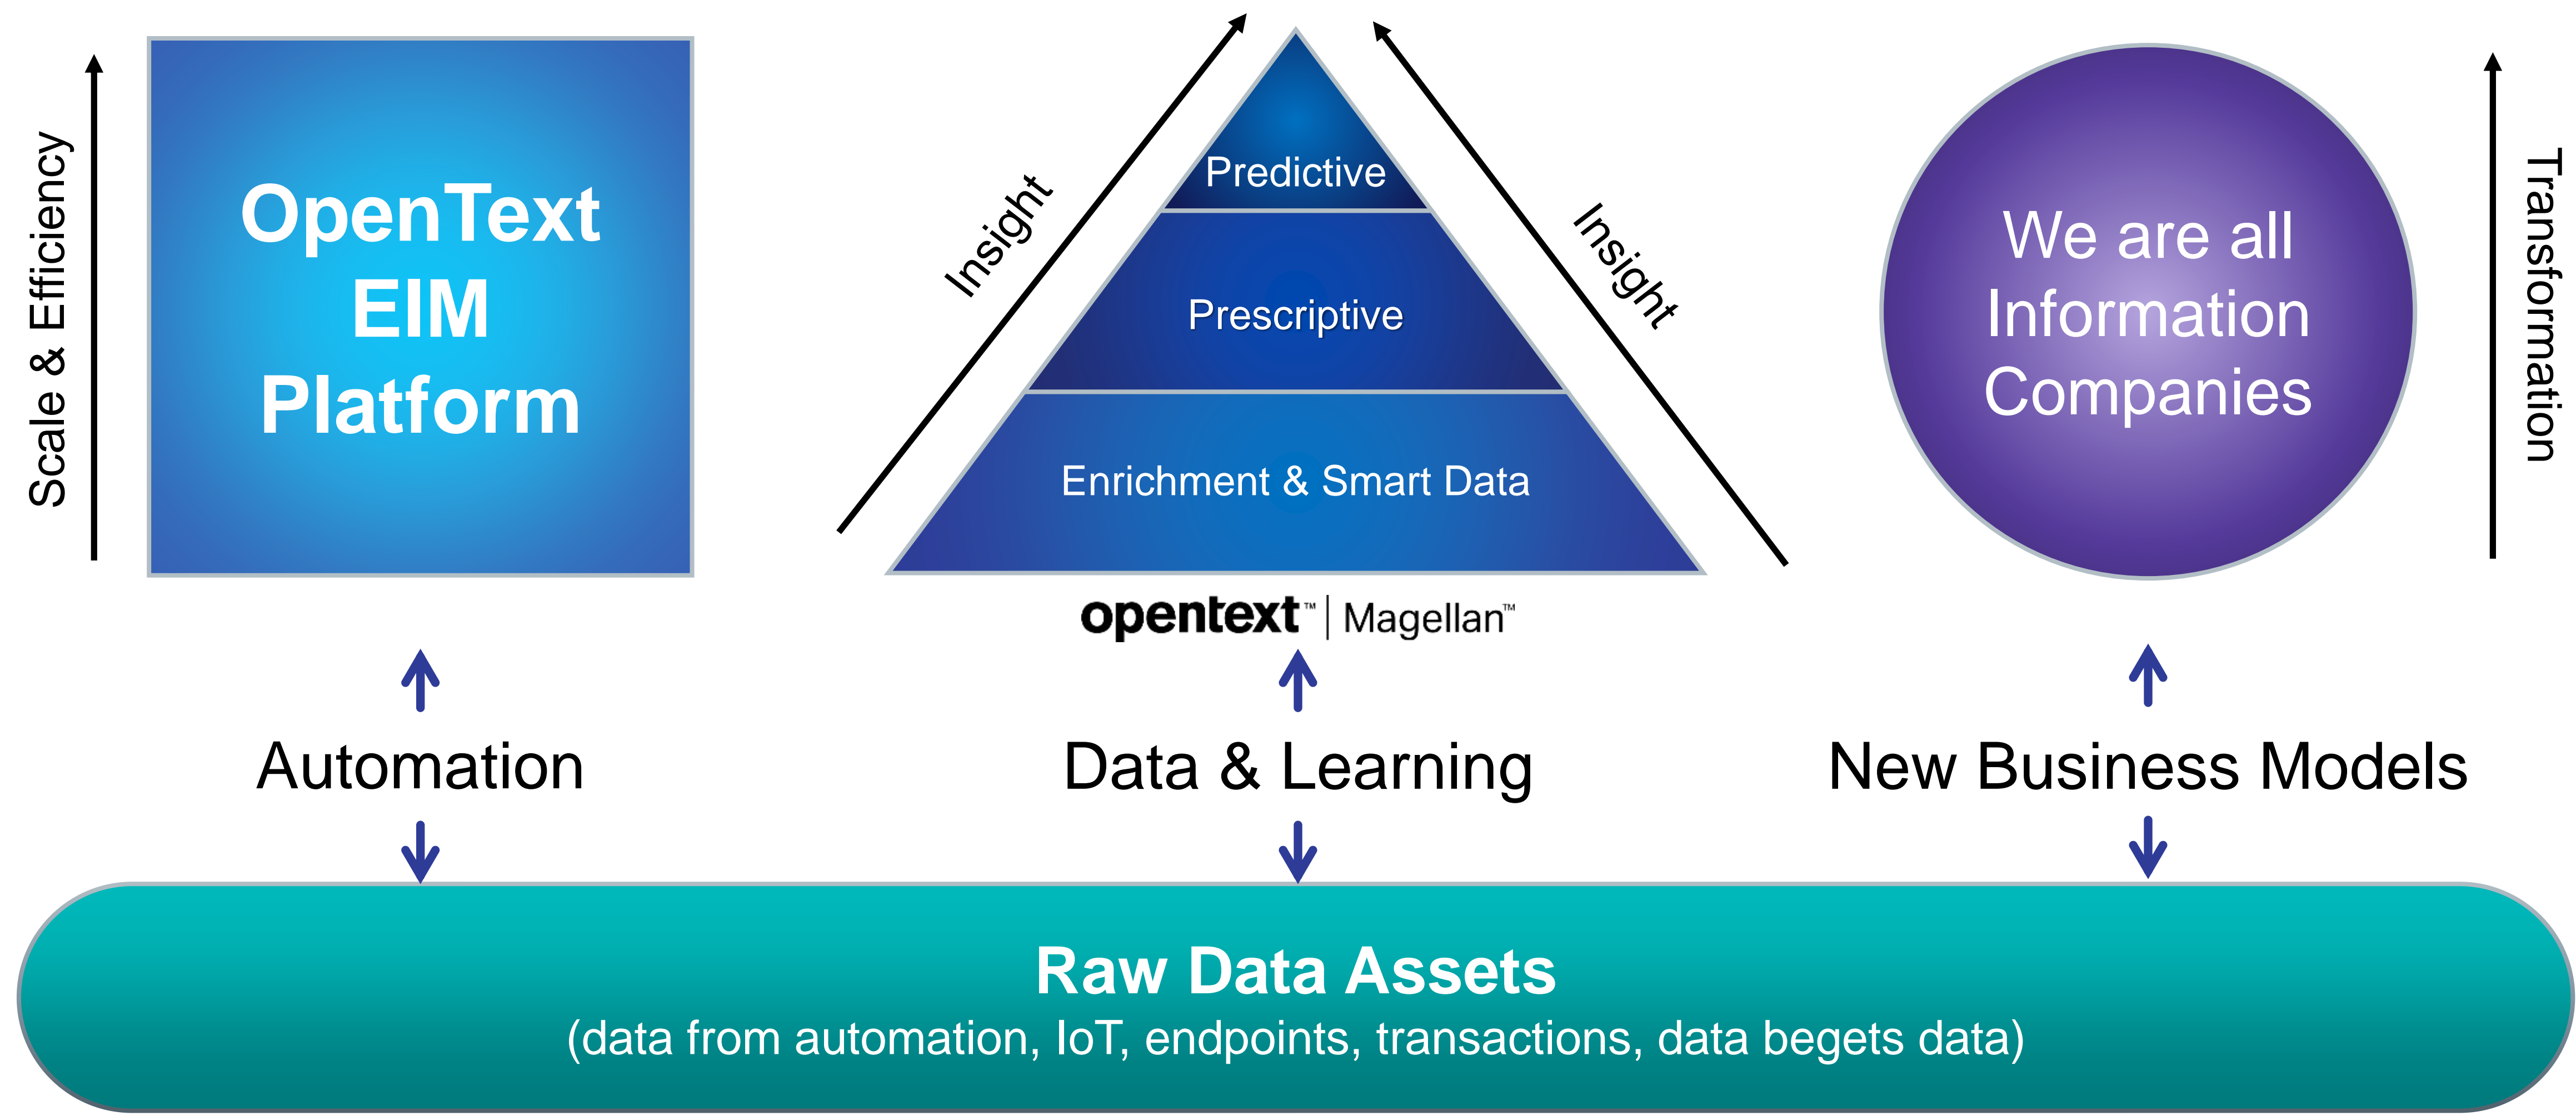 Scale & Efficiency
OpenText
EIM
Platform
Insight
Predictive
Prescriptive
Enrichment & Smart Data
Insight
opentext™ | Magellan™
We are all
Information
Companies
Transformation
Automation
Data & Learning
New Business Models
Raw Data Assets
(data from automation, IoT, endpoints, transactions, data begets data)